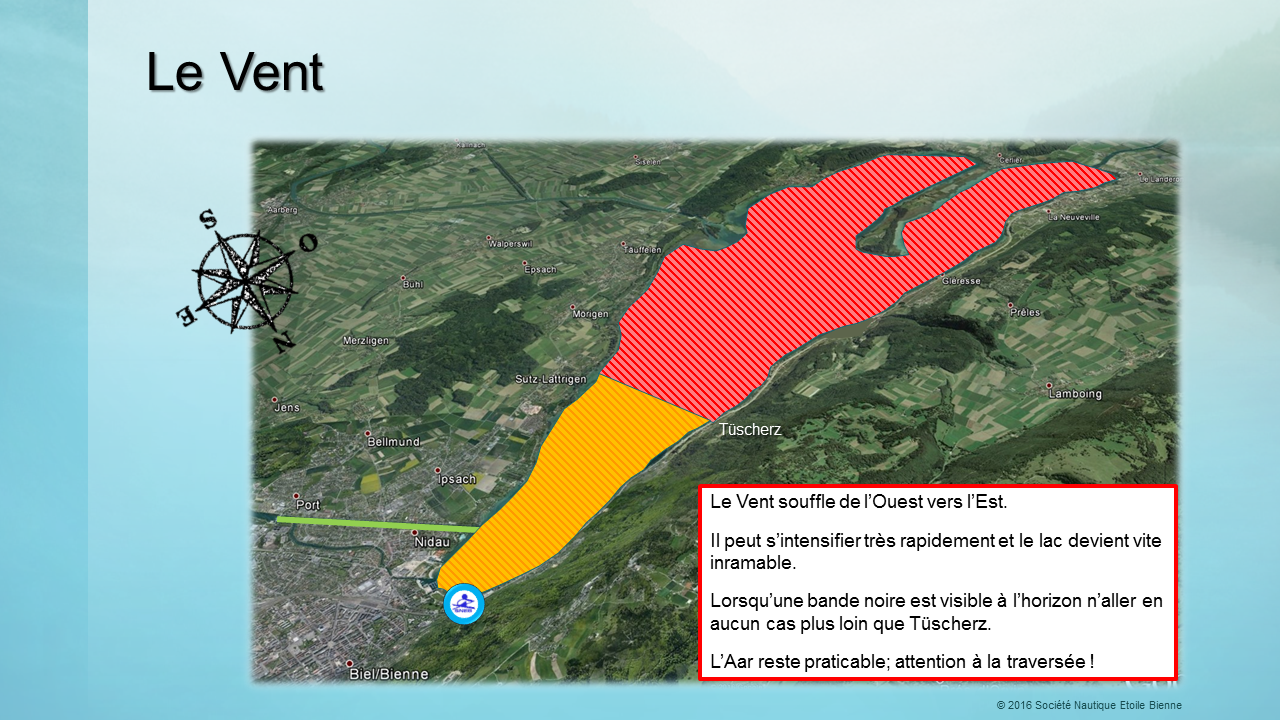 Le Vent
Kallnach
Siselen
Cerlier
Le Landeron
Aarberg
La Neuveville
S
O
E
N
Walperswil
Täuffelen
Epsach
Bühl
Gléresse
Mörigen
Prêles
Merzligen
Sutz-Lattrigen
Lamboing
Jens
Tüscherz
Bellmund
Ipsach
Port
Nidau
Biel/Bienne
Le Vent souffle de l’Ouest vers l’Est.
Il peut s’intensifier très rapidement et le lac devient vite
inramable.
Lorsqu’une bande noire est visible à l’horizon n’aller en
aucun cas plus loin que Tüscherz.
L’Aar reste praticable; attention à la traversée !
© 2016 Société Nautique Etoile Bienne